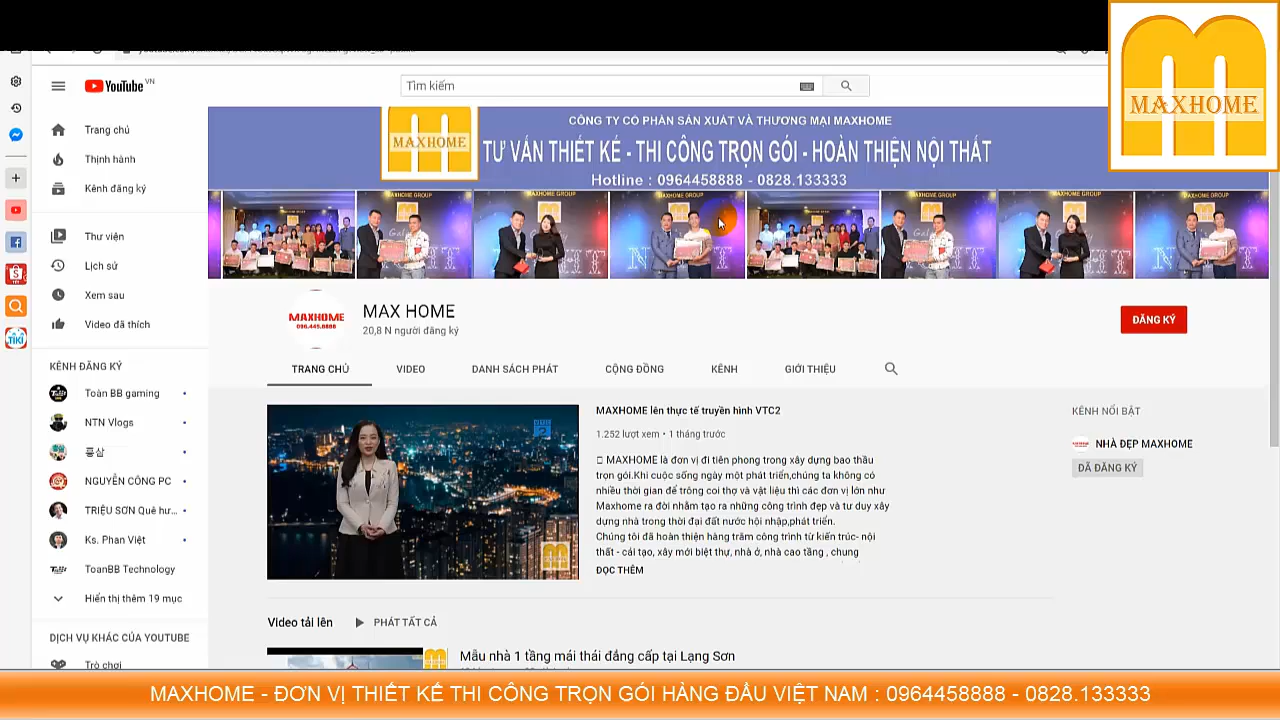 YouTube VN
Tìm kiếm
MAXHOME
Trang chủ
Thịnh hành
Kênh đăng ký
Thư viện
Lịch sử
Xem sau
Video đã thích
KÊNH ĐĂNG KÝ
Toàn BB gaming
NTN Vlogs
풍삼
NGUYỄN CÔNG PC
TRIỆU SƠN Quê hư...
Ks. Phan Việt
ToanBB Technology
Hiển thị thêm 19 mục
DỊCH VỤ KHÁC CỦA YOUTUBE
Trò chơi
CÔNG TY CỔ PHẦN SẢN XUẤT VÀ THƯƠNG MẠI MAXHOME
MAXHOME
TƯ VẤN THIẾT KẾ - THI CÔNG TRỌN GÓI - HOÀN THIỆN NỘI THẤT
Hotline : 0964458888 - 0828.133333
MAXHOME
096.445.8888
MAX HOME
20,8 N người đăng ký
ĐĂNG KÝ
TRANG CHỦ
VIDEO
DANH SÁCH PHÁT
CỘNG ĐỒNG
KÊNH
GIỚI THIỆU
MAXHOME lên thực tế truyền hình VTC2
1.252 lượt xem • 1 tháng trước
MAXHOME là đơn vị đi tiên phong trong xây dựng bao thầu
trọn gói.Khi cuộc sống ngày một phát triển,chúng ta không có
nhiều thời gian để trông coi thợ và vật liệu thì các đơn vị lớn như
Maxhome ra đời nhằm tạo ra những công trình đẹp và tư duy xây
dựng nhà trong thời đại đất nước hội nhập,phát triển.
Chúng tôi đã hoàn thiện hàng trăm công trình từ kiến trúc- nội
thất - cải tạo, xây mới biệt thự, nhà ở, nhà cao tầng , chung
ĐỌC THÊM
KÊNH NỔI BẬT
NHÀ ĐẸP MAXHOME
ĐÃ ĐĂNG KÝ
Video tải lên
PHÁT TẤT CẢ
Mẫu nhà 1 tầng mái thái đẳng cấp tại Lạng Sơn
MAXHOME - ĐƠN VỊ THIẾT KẾ THI CÔNG TRỌN GÓI HÀNG ĐẦU VIỆT NAM : 0964458888 - 0828.133333